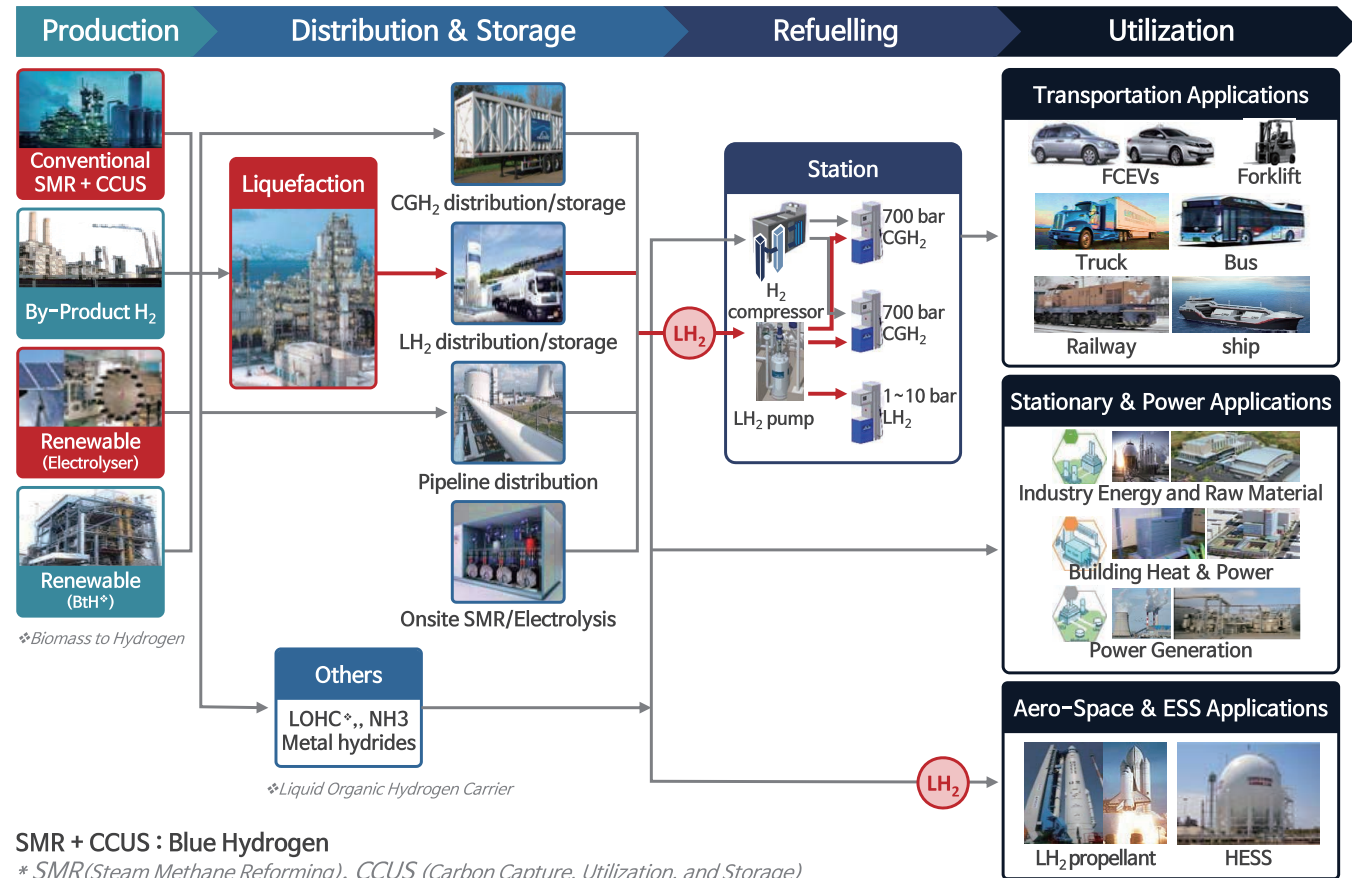 Production
Distribution & Storage
Refuelling
Utilization
Conventional
SMR + CCUS
By-Product H₂
Renewable
(Electrolyser)
Renewable
(BtH❖)
❖Biomass to Hydrogen
Liquefaction
CGH₂ distribution/storage
LH₂ distribution/storage
Pipeline distribution
Onsite SMR/Electrolysis
Others
LOHC❖,, NH3
Metal hydrides
❖Liquid Organic Hydrogen Carrier
LH₂
Station
H₂
compressor
LH₂ pump
700 bar
CGH₂
700 bar
CGH₂
1~10 bar
LH₂
Transportation Applications
FCEVs
Forklift
Truck
Bus
Railway
ship
Stationary & Power Applications
Industry Energy and Raw Material
Building Heat & Power
Power Generation
LH₂
Aero-Space & ESS Applications
LH₂ propellant
HESS
SMR + CCUS : Blue Hydrogen
* SMR(Steam Methane Reforming), CCUS (Carbon Capture, Utilization, and Storage)